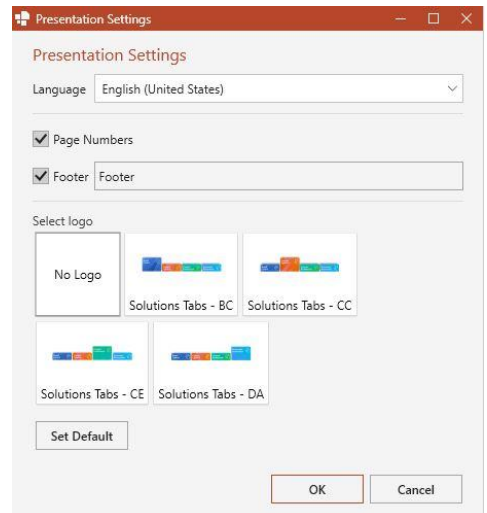 Presentation Settings
Presentation Settings
Language English (United States)
Page Numbers
Footer Footer
Select logo
No Logo
Solutions Tabs - BC
Solutions Tabs - CC
Solutions Tabs - CE
Solutions Tabs - DA
Set Default
OK Cancel